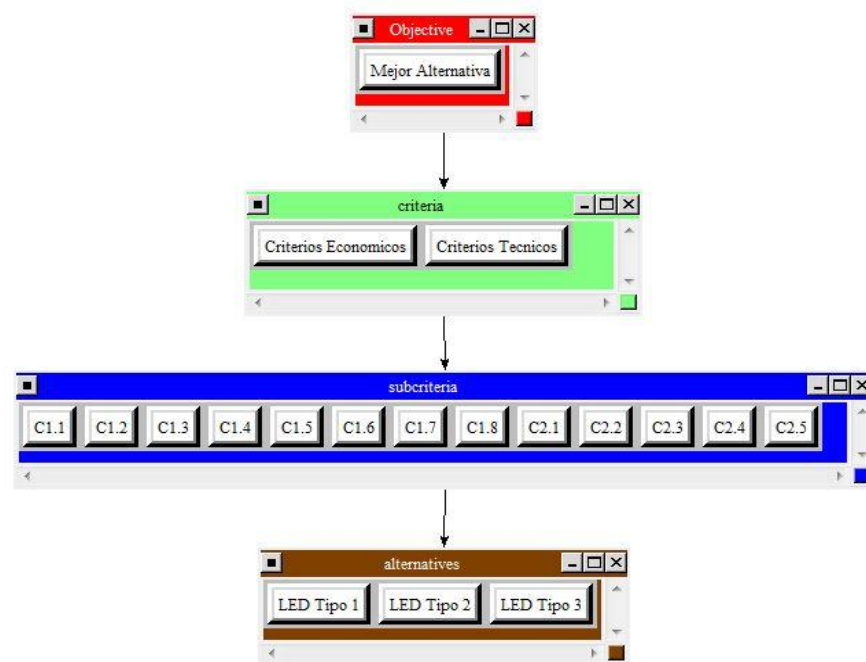 Objective
Mejor Alternativa
criteria
Criterios Economicos Criterios Tecnicos
subcriteria
C1.1 C1.2 C1.3 C1.4 C1.5 C1.6 C1.7 C1.8 C2.1 C2.2 C2.3 C2.4 C2.5
alternatives
LED Tipo 1 LED Tipo 2 LED Tipo 3